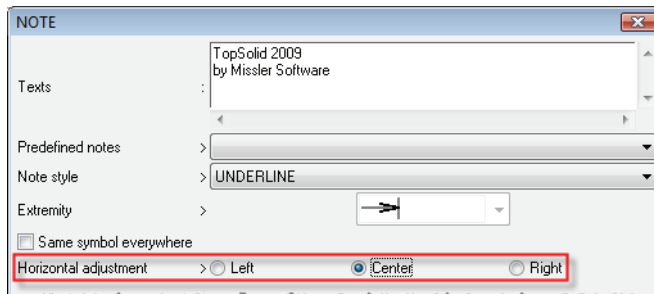 NOTE
TopSolid 2009
by Missler Software
Texts :
Predefined notes >
Note style > UNDERLINE
Extremity >
Same symbol everywhere
Horizontal adjustment > Left Center Right